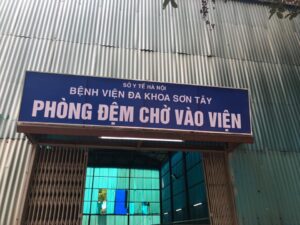 SỞ Y TẾ HÀ NỘI
BỆNH VIỆN ĐA KHOA SƠN TÂY
PHÒNG ĐỆM CHỜ VÀO VIỆN